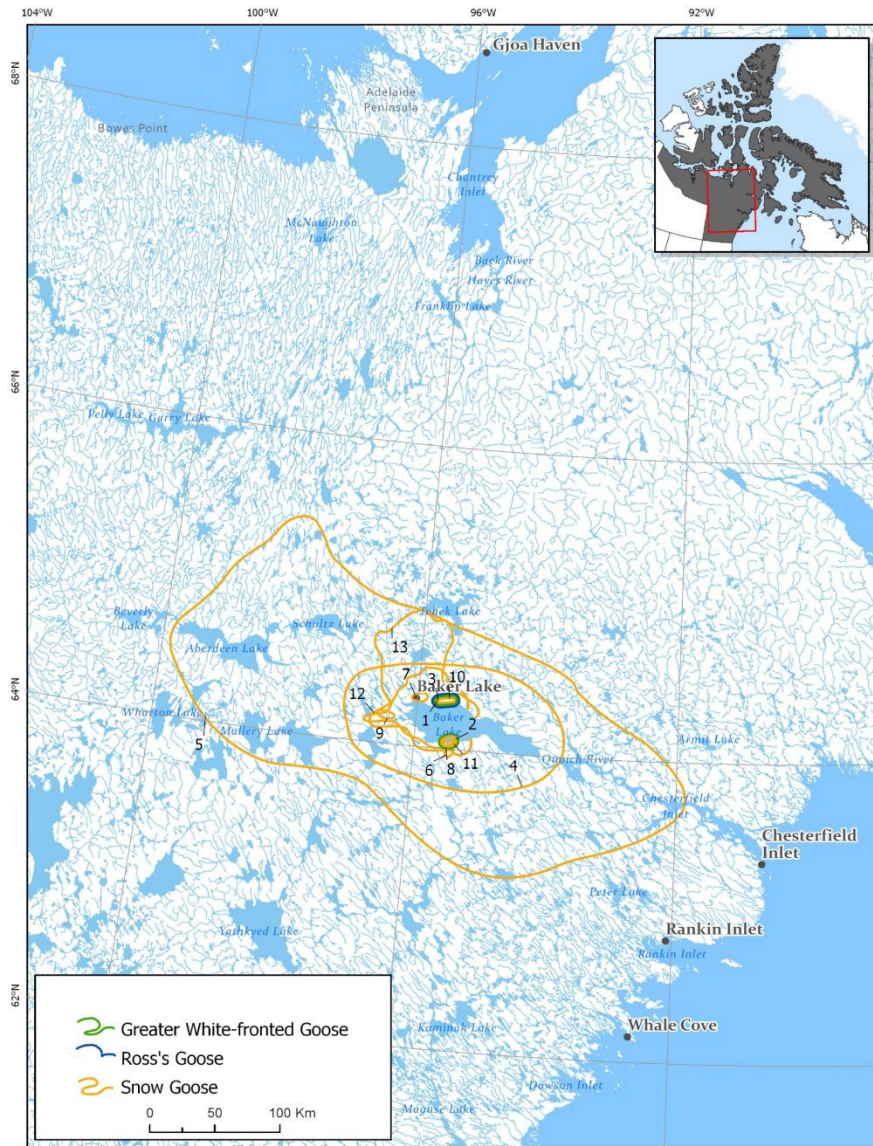 104°W
100°W
96°W
92°W
68°N
Gjoa Haven
Adelaide
Peninsula
Bowes Point
Chantrey
Inlet
McNaughton
Lake
Back River
Hayes River
Franklin Lake
66°N
Pelly Lake
Garry Lake
Beverly
Lake
Schultz Lake
Tehek Lake
Aberdeen Lake
13
64°N
7
3
10
Baker Lake
12
Wharton Lake
1
Baker
Lake
2
5
Mallery Lake
9
Armit Lake
6
8
11
4
Quoich River
Chesterfield
Inlet
Chesterfield
Inlet
Peter Lake
Yathkyed Lake
Rankin Inlet
Rankin Inlet
62°N
Kaminak Lake
Whale Cove
Dawson Inlet
Maguse Lake
Greater White-fronted Goose
Ross's Goose
Snow Goose
0 50 100 Km